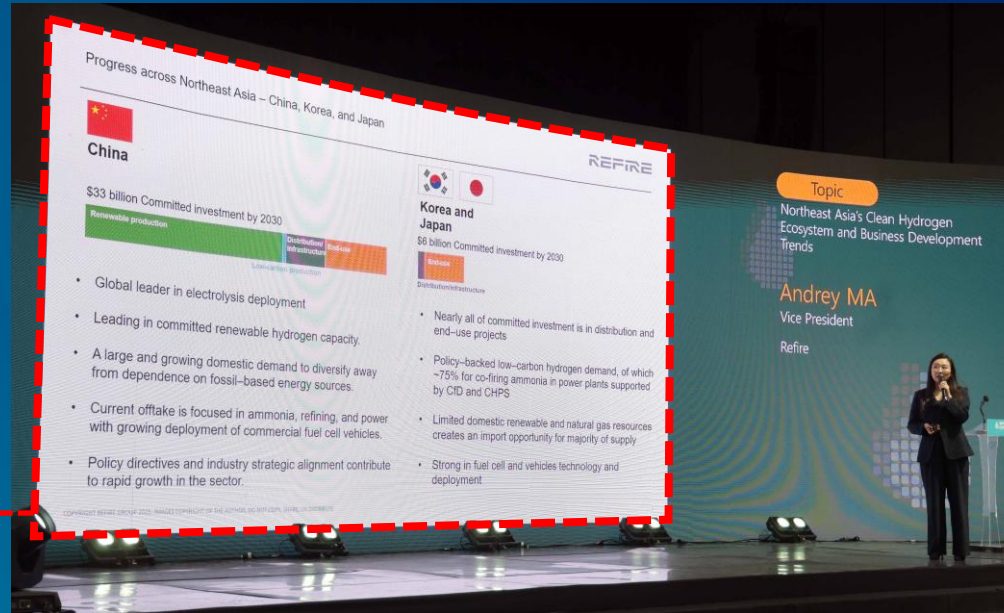 Progress across Northeast Asia – China, Korea, and Japan
REFIRE
China
$33 billion Committed investment by 2030
Renewable production
Distribution/
Infrastructure
End-use
Low-carbon production
• Global leader in electrolysis deployment
• Leading in committed renewable hydrogen capacity.
• A large and growing domestic demand to diversify away
from dependence on fossil–based energy sources.
• Current offtake is focused in ammonia, refining, and power
with growing deployment of commercial fuel cell vehicles.
• Policy directives and industry strategic alignment contribute
to rapid growth in the sector.
Korea and
Japan
$6 billion Committed investment by 2030
End-use
Distribution/infrastructure
• Nearly all of committed investment is in distribution and
end–use projects
• Policy–backed low–carbon hydrogen demand, of which
~75% for co-firing ammonia in power plants supported
by CfD and CHPS
• Limited domestic renewable and natural gas resources
creates an import opportunity for majority of supply
• Strong in fuel cell and vehicles technology and
deployment
COPYRIGHT REFIRE GROUP
Topic
Northeast Asia's Clean Hydrogen
Ecosystem and Business Development
Trends
Andrey MA
Vice President
Refire